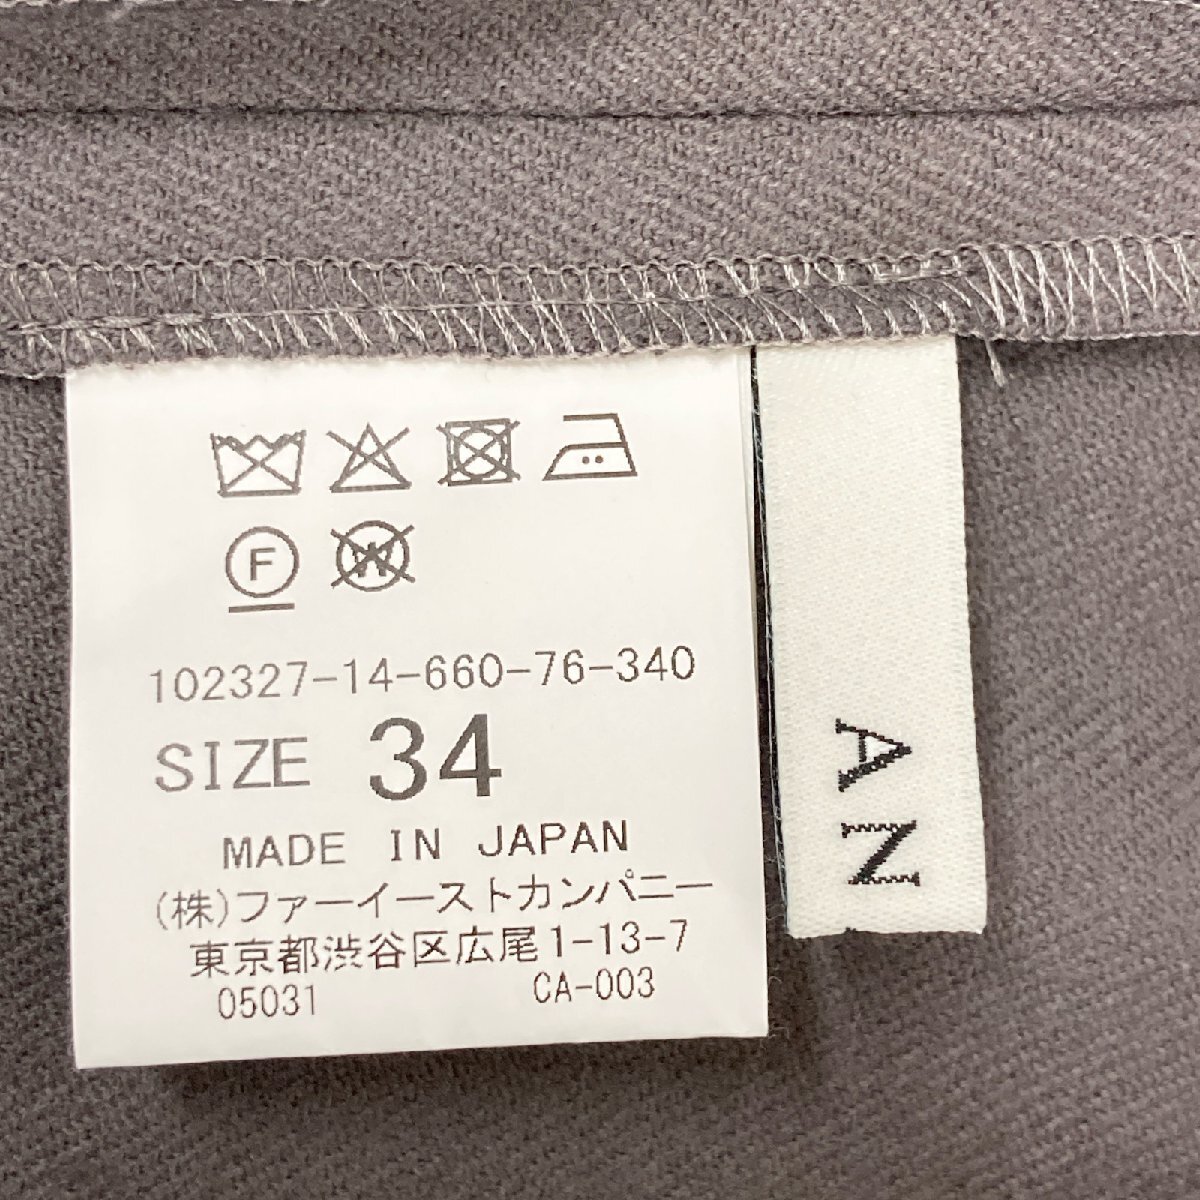 F
W
102327-14-660-76-340
SIZE 34
MADE IN JAPAN
(株)ファーイーストカンパニー
東京都渋谷区広尾1-13-7
05031 CA-003
AN